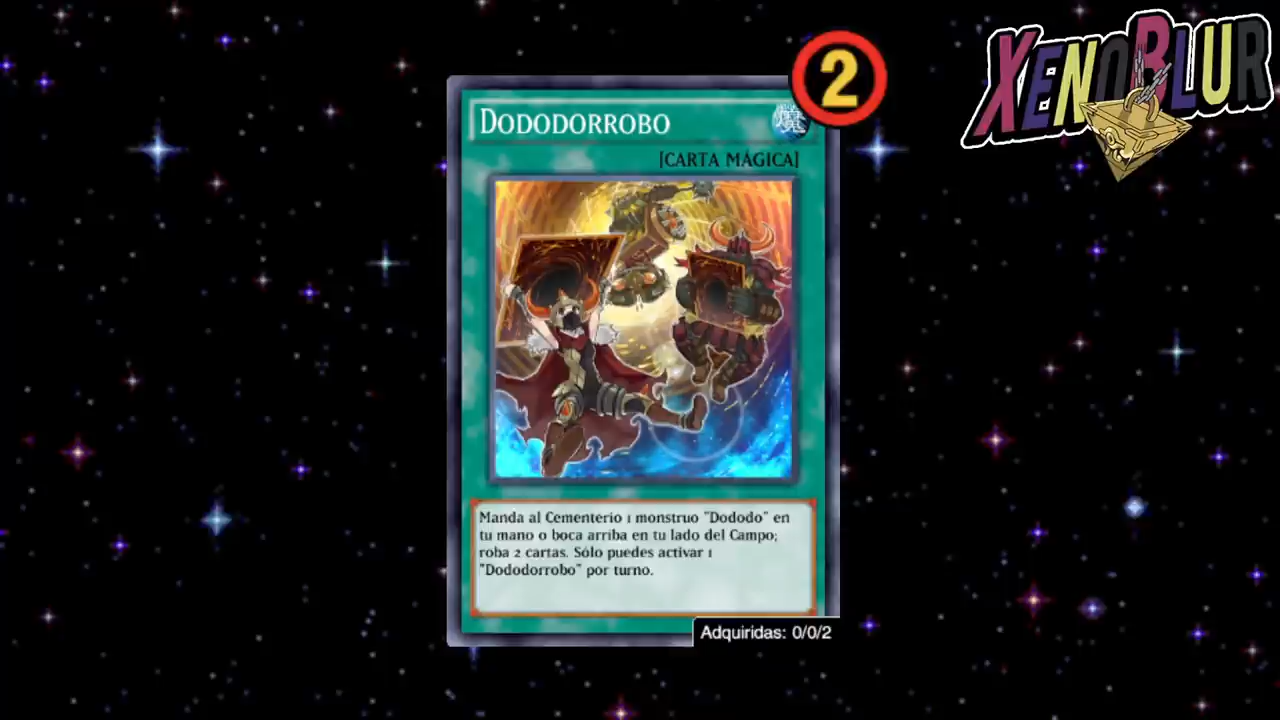 XENOBLUR
2
DODODORROBO
魔
[CARTA MÁGICA]
Manda al Cementerio 1 monstruo "Dododo" en
tu mano o boca arriba en tu lado del Campo;
roba 2 cartas. Sólo puedes activar 1
"Dododorrobo" por turno.
Adquiridas: 0/0/2